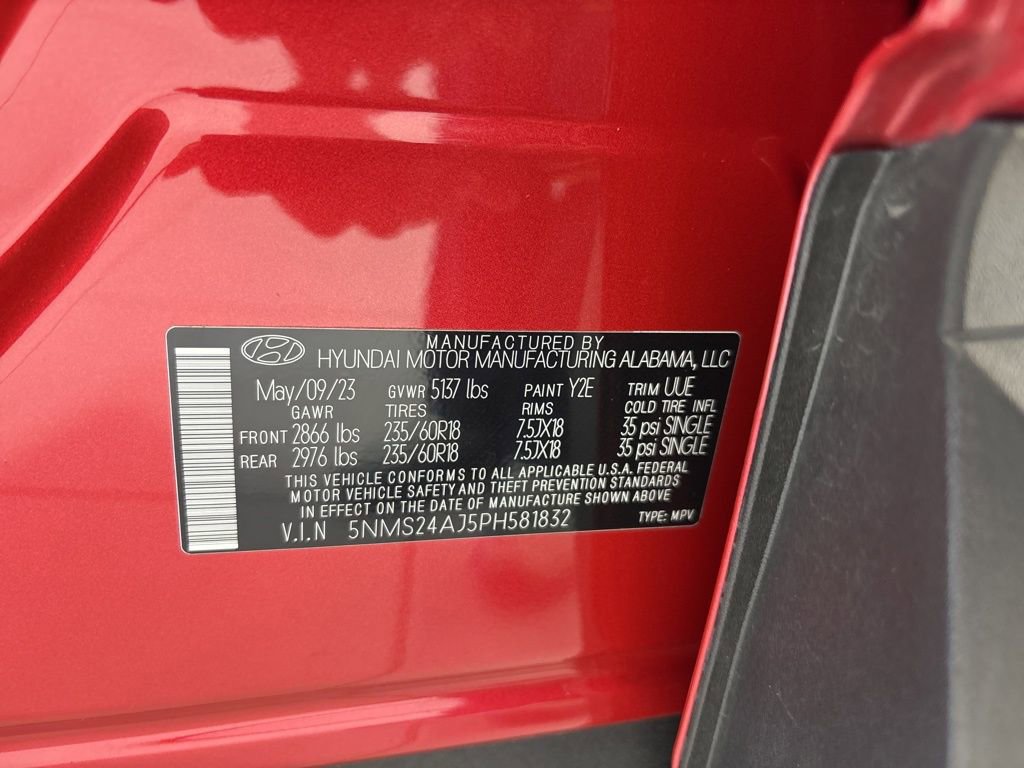 MANUFACTURED BY
HYUNDAI MOTOR MANUFACTURING ALABAMA, LLC
May/09/23 GVWR 5137 lbs PAINT Y2E TRIM UUE
GAWR TIRES RIMS COLD TIRE INFL
FRONT 2866 lbs 235/60R18 7.5JX18 35 psi SINGLE
REAR 2976 lbs 235/60R18 7.5JX18 35 psi SINGLE
THIS VEHICLE CONFORMS TO ALL APPLICABLE U.S.A. FEDERAL
MOTOR VEHICLE SAFETY AND THEFT PREVENTION STANDARDS
IN EFFECT ON THE DATE OF MANUFACTURE SHOWN ABOVE
V.I.N 5NMS24AJ5PH581832 TYPE: MPV